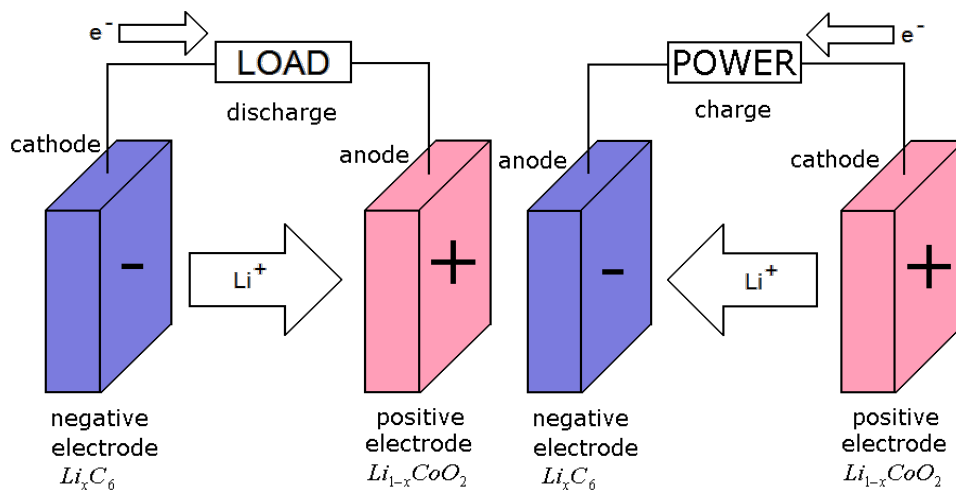 e⁻
LOAD
discharge
cathode
anode
-
+
Li⁺
negative
electrode
LiₓC₆
positive
electrode
Li₁₋ₓCoO₂
e⁻
POWER
charge
anode
cathode
-
+
Li⁺
negative
electrode
LiₓC₆
positive
electrode
Li₁₋ₓCoO₂